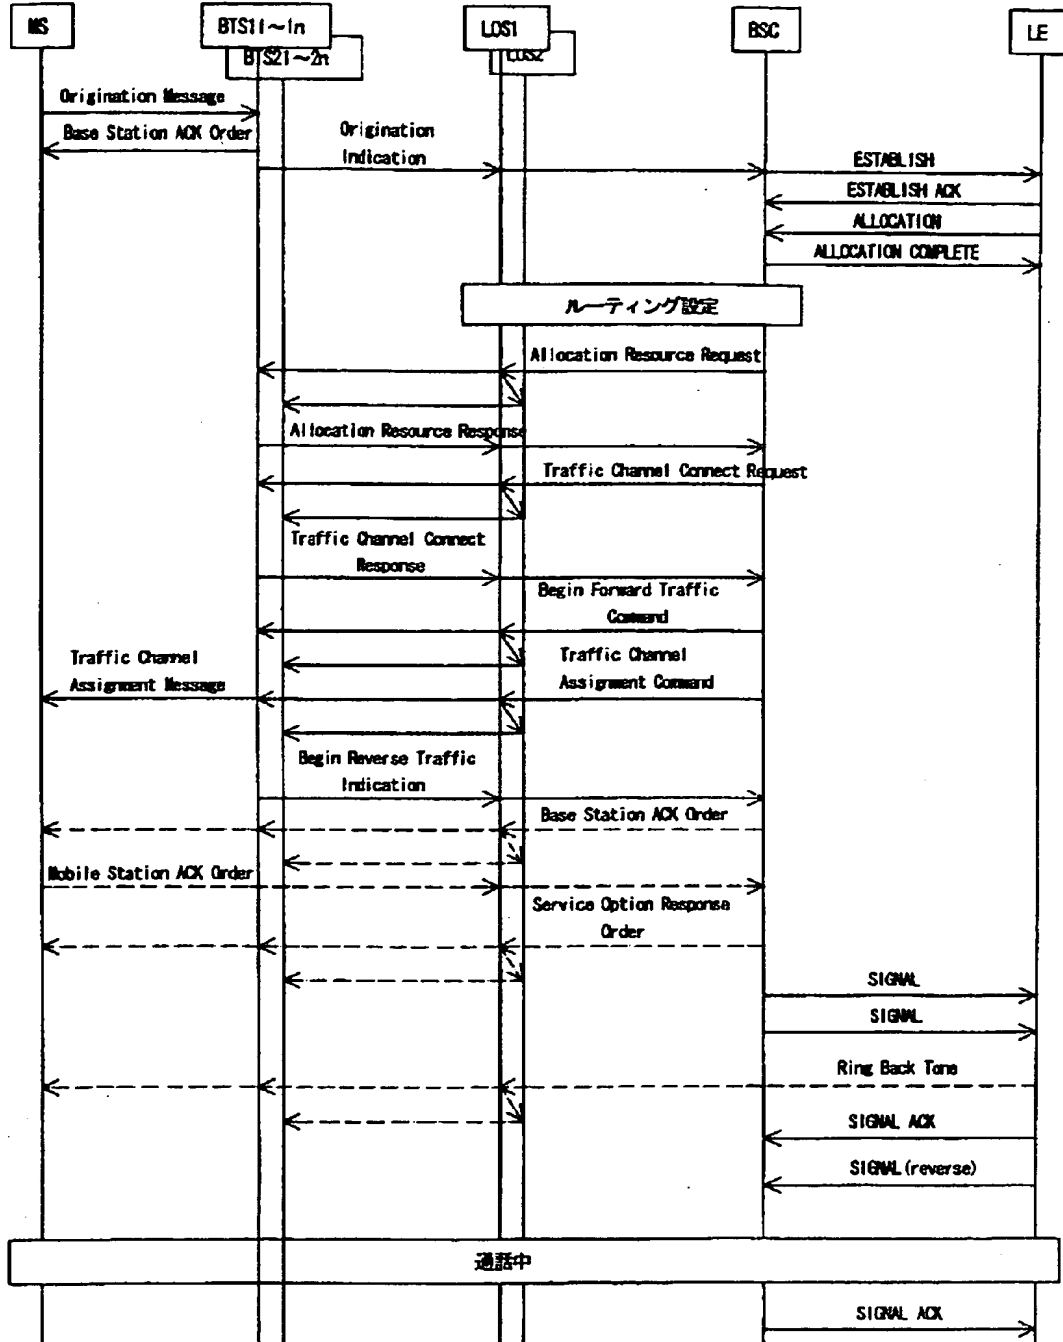 MS
BTS11～1n
BTS21～2n
LOS1
LOS2
BSC
LE
Origination Message
Base Station ACK Order
Origination
Indication
ESTABLISH
ESTABLISH ACK
ALLOCATION
ALLOCATION COMPLETE
ルーティング設定
Allocation Resource Request
Allocation Resource Response
Traffic Channel Connect Request
Traffic Channel Connect
Response
Begin Forward Traffic
Command
Traffic Channel
Assignment Message
Traffic Channel
Assignment Command
Begin Reverse Traffic
Indication
Base Station ACK Order
Mobile Station ACK Order
Service Option Response
Order
SIGNAL
SIGNAL
Ring Back Tone
SIGNAL ACK
SIGNAL(reverse)
通話中
SIGNAL ACK